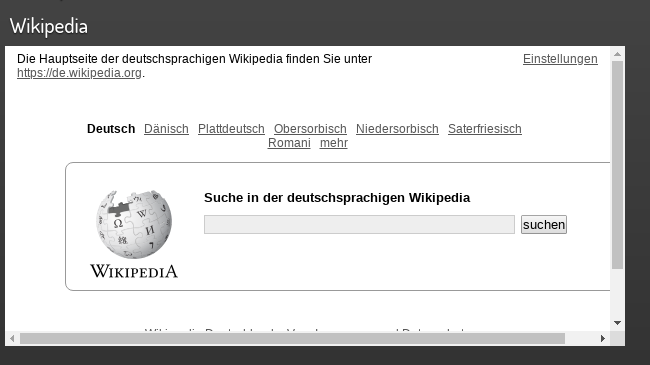 Wikipedia
Die Hauptseite der deutschsprachigen Wikipedia finden Sie unter
https://de.wikipedia.org.
Einstellungen
Deutsch Dänisch Plattdeutsch Obersorbisch Niedersorbisch Saterfriesisch
Romani mehr
Suche in der deutschsprachigen Wikipedia
suchen
Ω W И
WIKIPEDIA